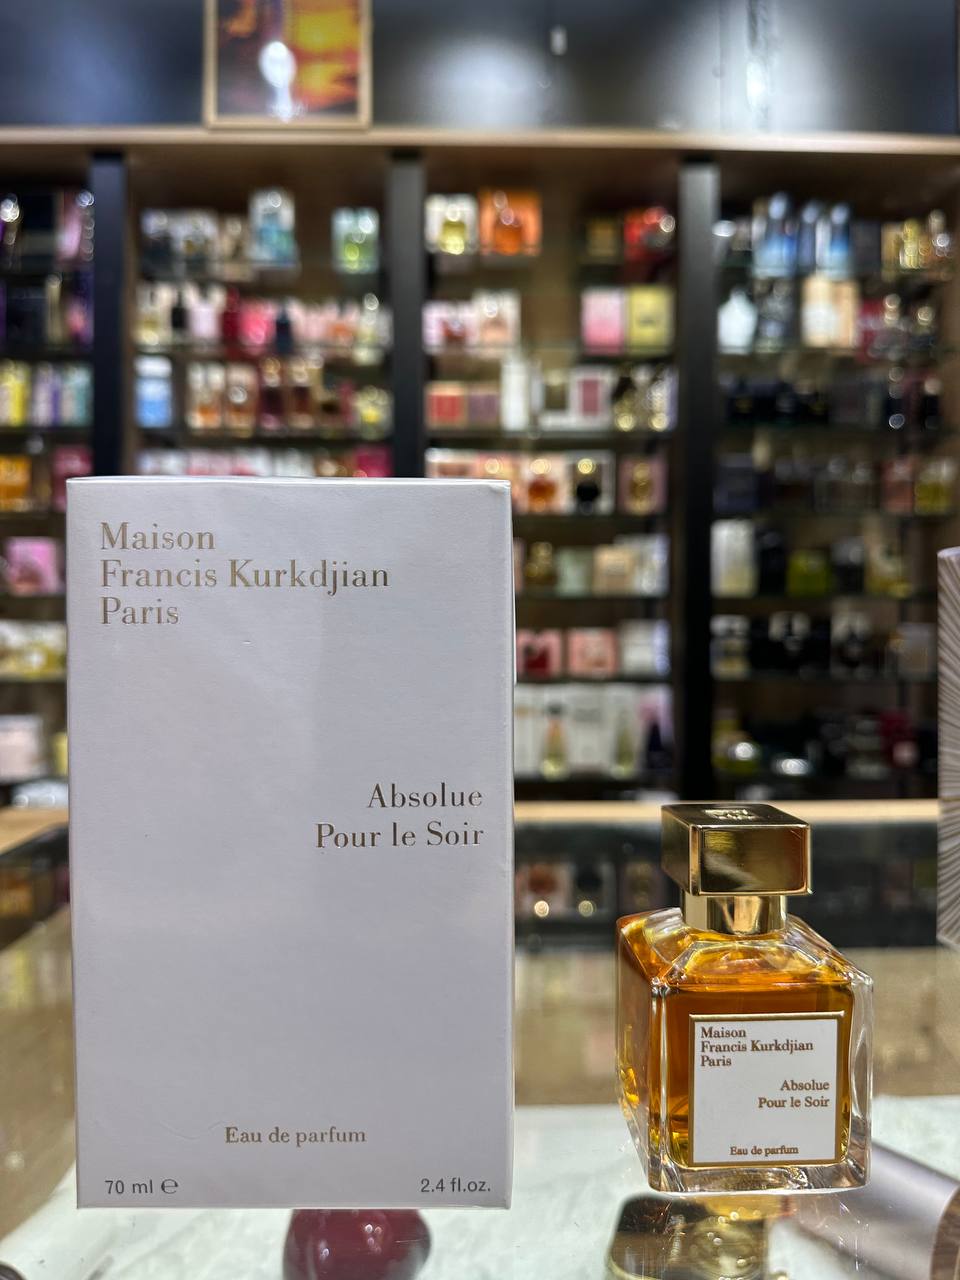 Maison
Francis Kurkdjian
Paris
Absolue
Pour le Soir
Eau de parfum
70 ml ℮
2.4 fl.oz.
Maison
Francis Kurkdjian
Paris
Absolue
Pour le Soir
Eau de parfum